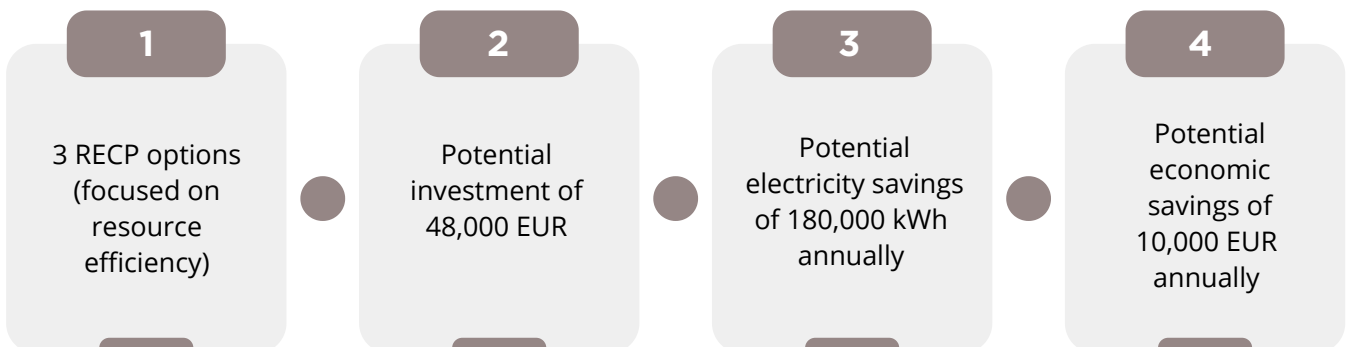 1
3 RECP options
(focused on
resource
efficiency)
2
Potential
investment of
48,000 EUR
3
Potential
electricity savings
of 180,000 kWh
annually
4
Potential
economic
savings of
10,000 EUR
annually